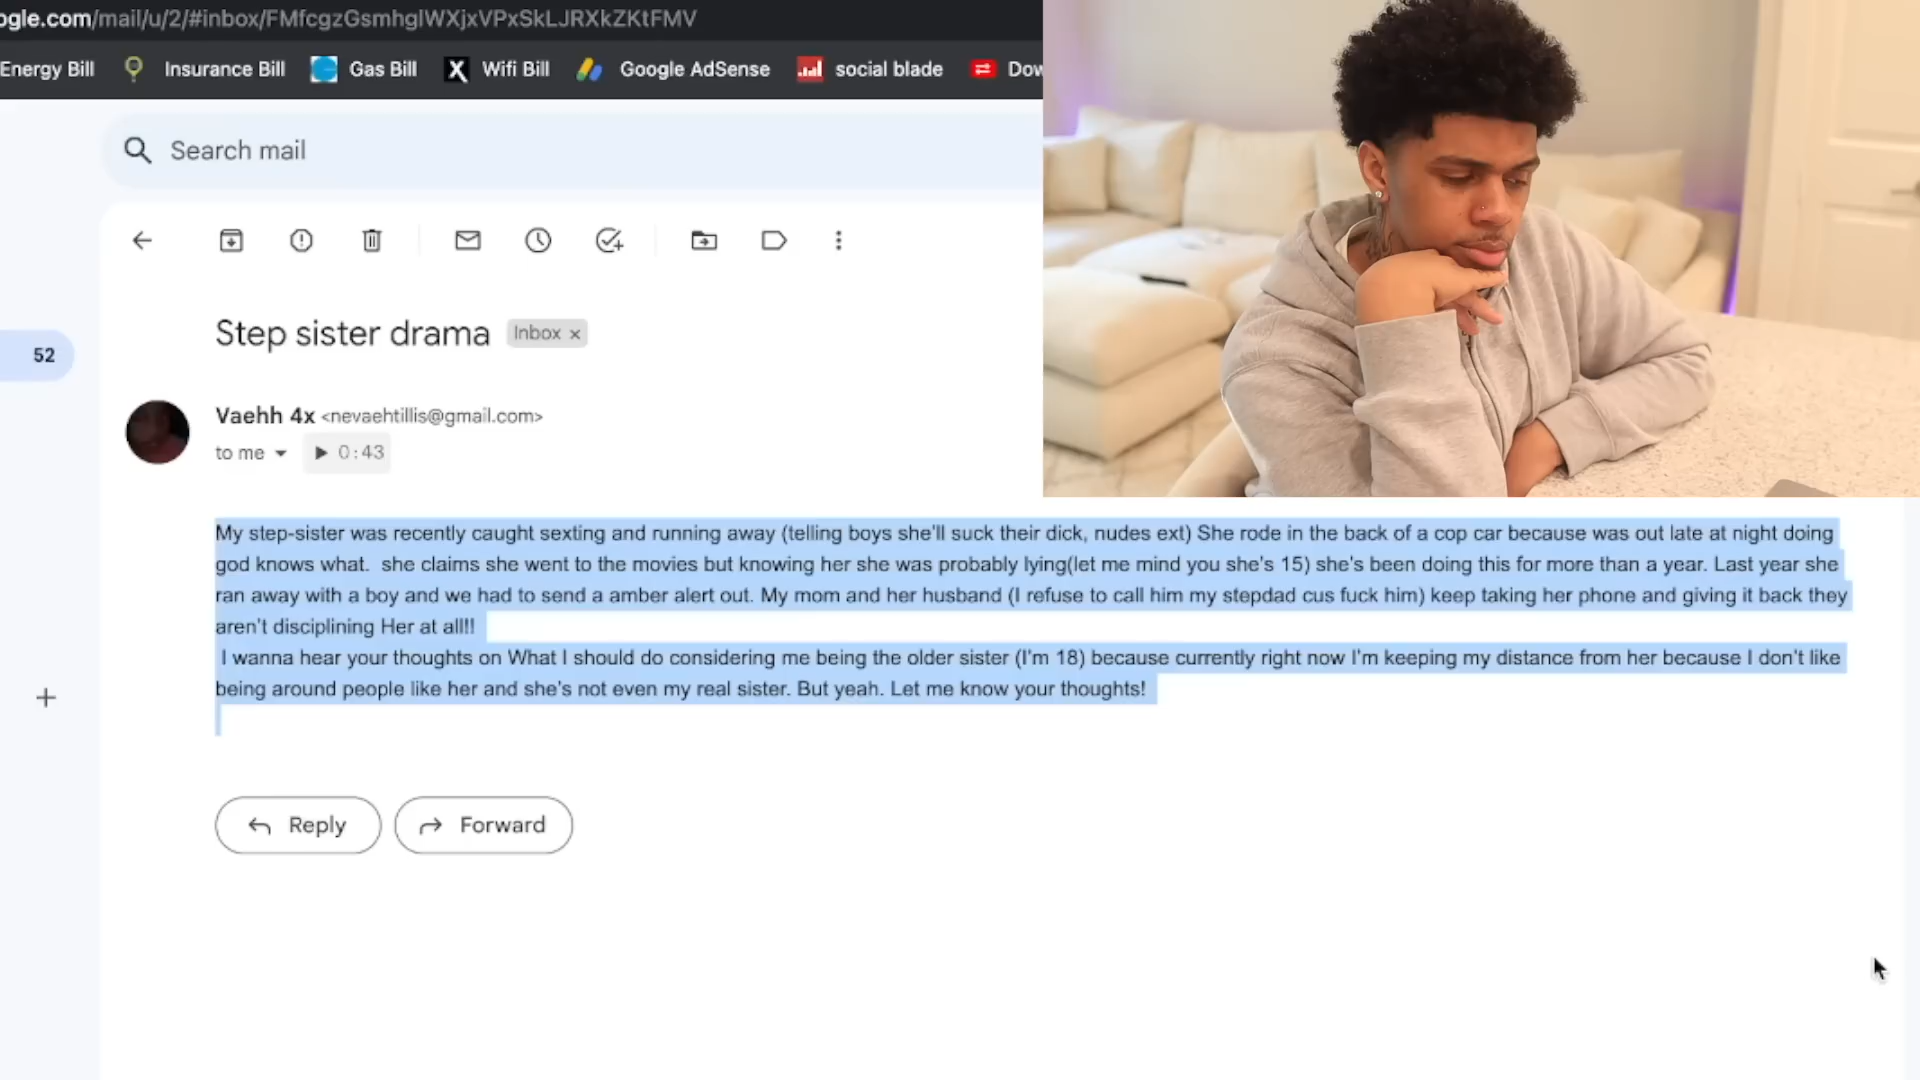 ogle.com/mail/u/2/#inbox/FMfcgzGsmhglWXjxVPxSkLJRXkZKtFMV
Energy Bill Insurance Bill Gas Bill X Wifi Bill Google AdSense social blade Dow
Search mail
Step sister drama Inbox x
52
Vaehh 4x <nevaehtillis@gmail.com>
to me 0:43
My step-sister was recently caught sexting and running away (telling boys she'll suck their dick, nudes ext) She rode in the back of a cop car because was out late at night doing
god knows what.  she claims she went to the movies but knowing her she was probably lying(let me mind you she's 15) she's been doing this for more than a year. Last year she
ran away with a boy and we had to send a amber alert out. My mom and her husband (I refuse to call him my stepdad cus fuck him) keep taking her phone and giving it back they
aren't disciplining Her at all!!
I wanna hear your thoughts on What I should do considering me being the older sister (I'm 18) because currently right now I'm keeping my distance from her because I don't like
being around people like her and she's not even my real sister. But yeah. Let me know your thoughts!
Reply Forward